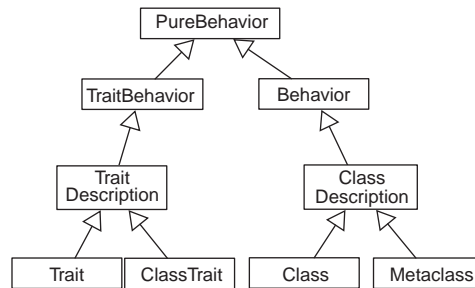 PureBehavior
TraitBehavior
Behavior
Trait
Description
Class
Description
Trait
ClassTrait
Class
Metaclass